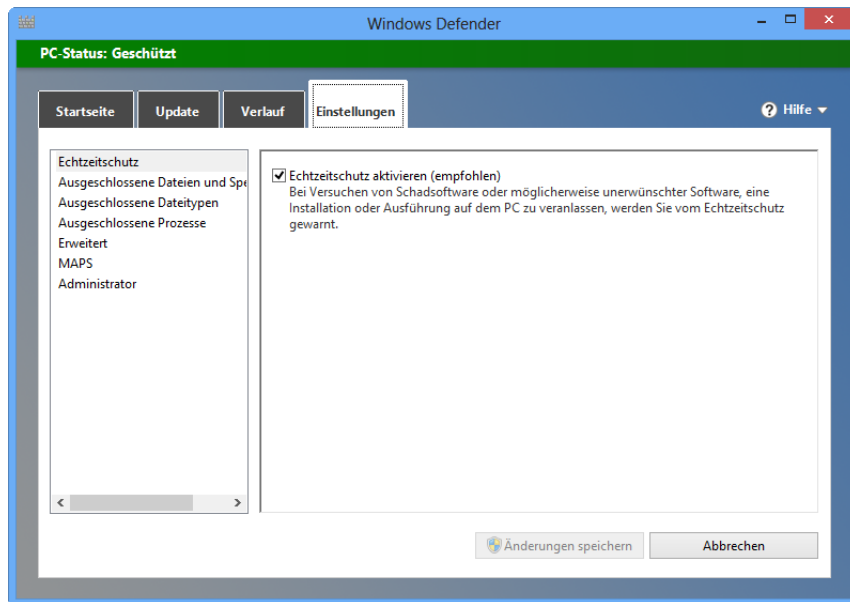 Windows Defender
PC-Status: Geschützt
Startseite
Update
Verlauf
Einstellungen
Hilfe
Echtzeitschutz
Ausgeschlossene Dateien und Spe
Ausgeschlossene Dateitypen
Ausgeschlossene Prozesse
Erweitert
MAPS
Administrator
Echtzeitschutz aktivieren (empfohlen)
Bei Versuchen von Schadsoftware oder möglicherweise unerwünschter Software, eine
Installation oder Ausführung auf dem PC zu veranlassen, werden Sie vom Echtzeitschutz
gewarnt.
Änderungen speichern
Abbrechen